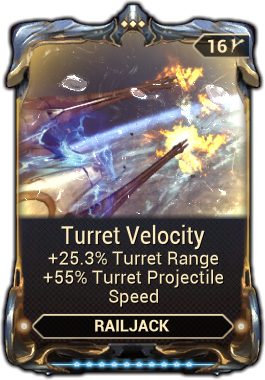 16
Turret Velocity
+25.3% Turret Range
+55% Turret Projectile
Speed
RAILJACK